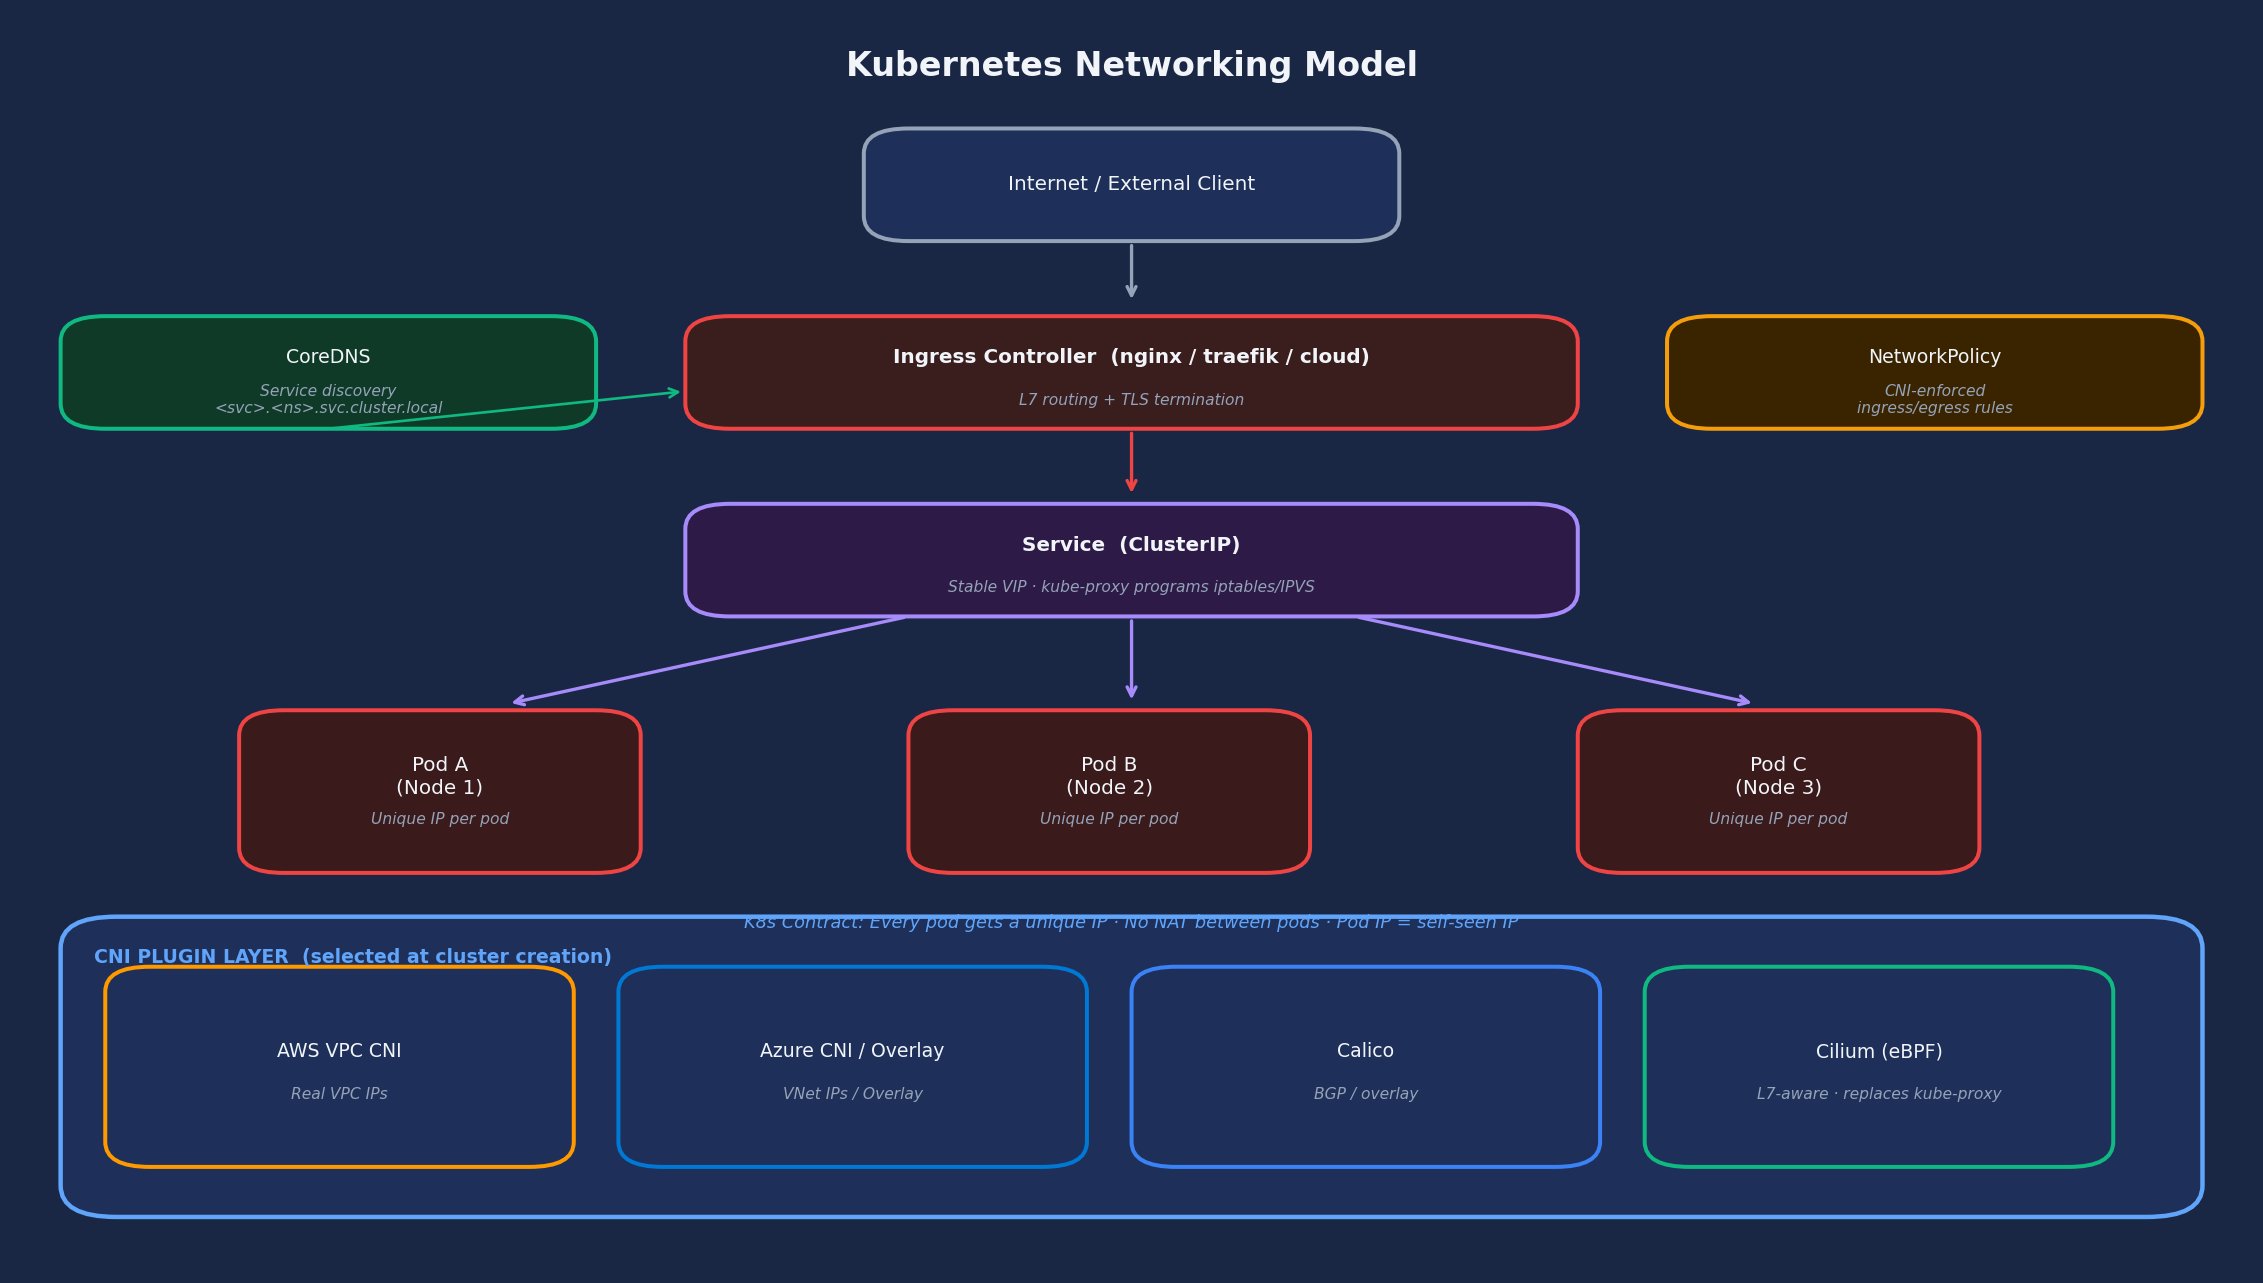 Kubernetes Networking Model
Internet / External Client
CoreDNS
Service discovery
<svc>.<ns>.svc.cluster.local
Ingress Controller  (nginx / traefik / cloud)
L7 routing + TLS termination
NetworkPolicy
CNI-enforced
ingress/egress rules
Service  (ClusterIP)
Stable VIP · kube-proxy programs iptables/IPVS
Pod A
(Node 1)
Unique IP per pod
Pod B
(Node 2)
Unique IP per pod
Pod C
(Node 3)
Unique IP per pod
K8s Contract: Every pod gets a unique IP · No NAT between pods · Pod IP = self-seen IP
CNI PLUGIN LAYER  (selected at cluster creation)
AWS VPC CNI
Real VPC IPs
Azure CNI / Overlay
VNet IPs / Overlay
Calico
BGP / overlay
Cilium (eBPF)
L7-aware · replaces kube-proxy